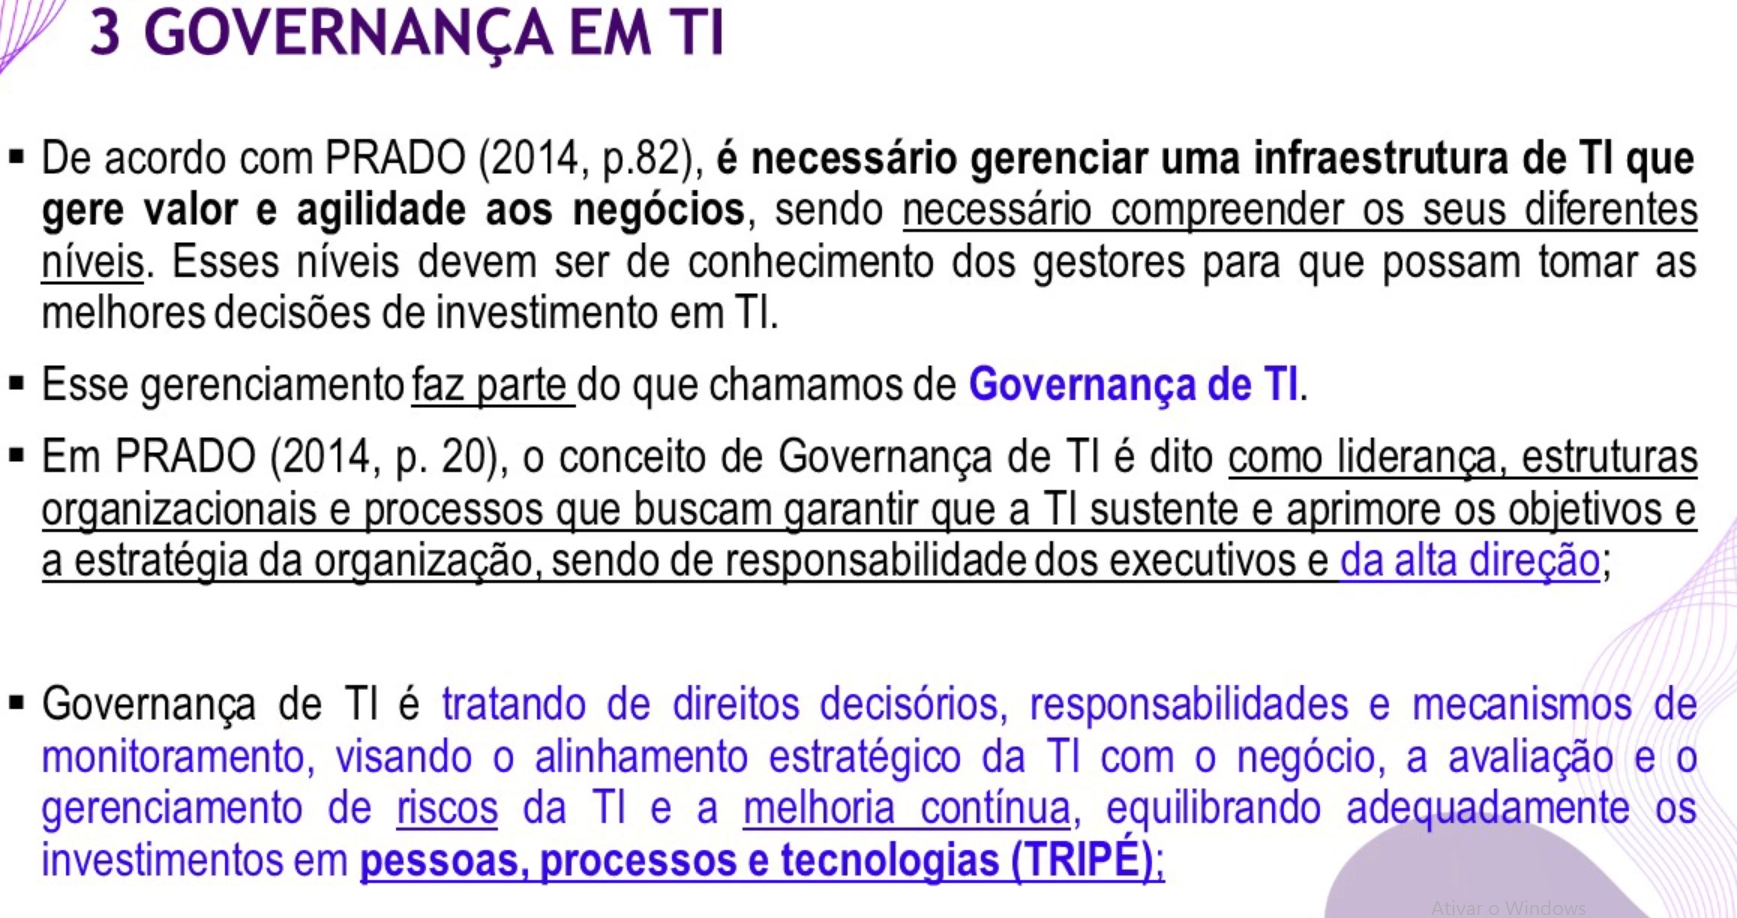 3 GOVERNANÇA EM TI
▪ De acordo com PRADO (2014, p.82), é necessário gerenciar uma infraestrutura de TI que
gere valor e agilidade aos negócios, sendo necessário compreender os seus diferentes
níveis. Esses níveis devem ser de conhecimento dos gestores para que possam tomar as
melhores decisões de investimento em TI.
▪ Esse gerenciamento faz parte do que chamamos de Governança de TI.
▪ Em PRADO (2014, p. 20), o conceito de Governança de TI é dito como liderança, estruturas
organizacionais e processos que buscam garantir que a TI sustente e aprimore os objetivos e
a estratégia da organização, sendo de responsabilidade dos executivos e da alta direção;
▪ Governança de TI é tratando de direitos decisórios, responsabilidades e mecanismos de
monitoramento, visando o alinhamento estratégico da TI com o negócio, a avaliação e o
gerenciamento de riscos da TI e a melhoria contínua, equilibrando adequadamente os
investimentos em pessoas, processos e tecnologias (TRIPÉ);
Ativar o Windows